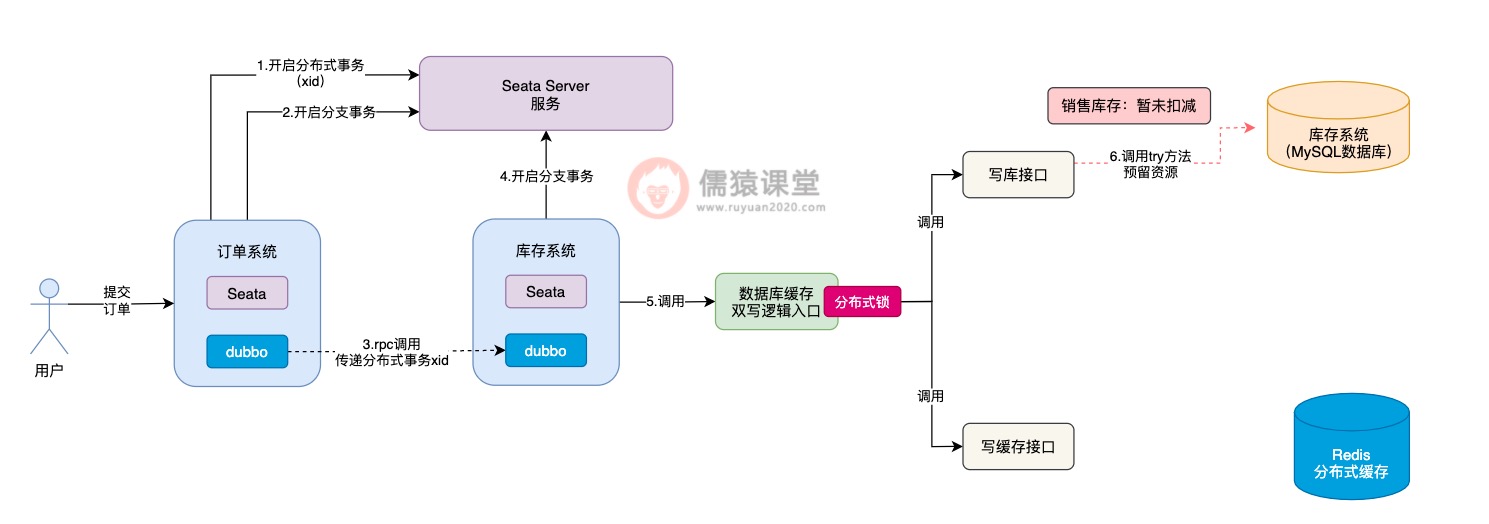 1.开启分布式事务
（xid）
2.开启分支事务
Seata Server
服务
4.开启分支事务
儒猿课堂
www.ruyuan2020.com
销售库存：暂未扣减
库存系统
（MySQL数据库）
6.调用try方法
预留资源
写库接口
调用
用户
提交
订单
订单系统
Seata
dubbo
3.rpc调用
传递分布式事务xid
库存系统
Seata
dubbo
5.调用
数据库缓存
双写逻辑入口
分布式锁
调用
写缓存接口
Redis
分布式缓存